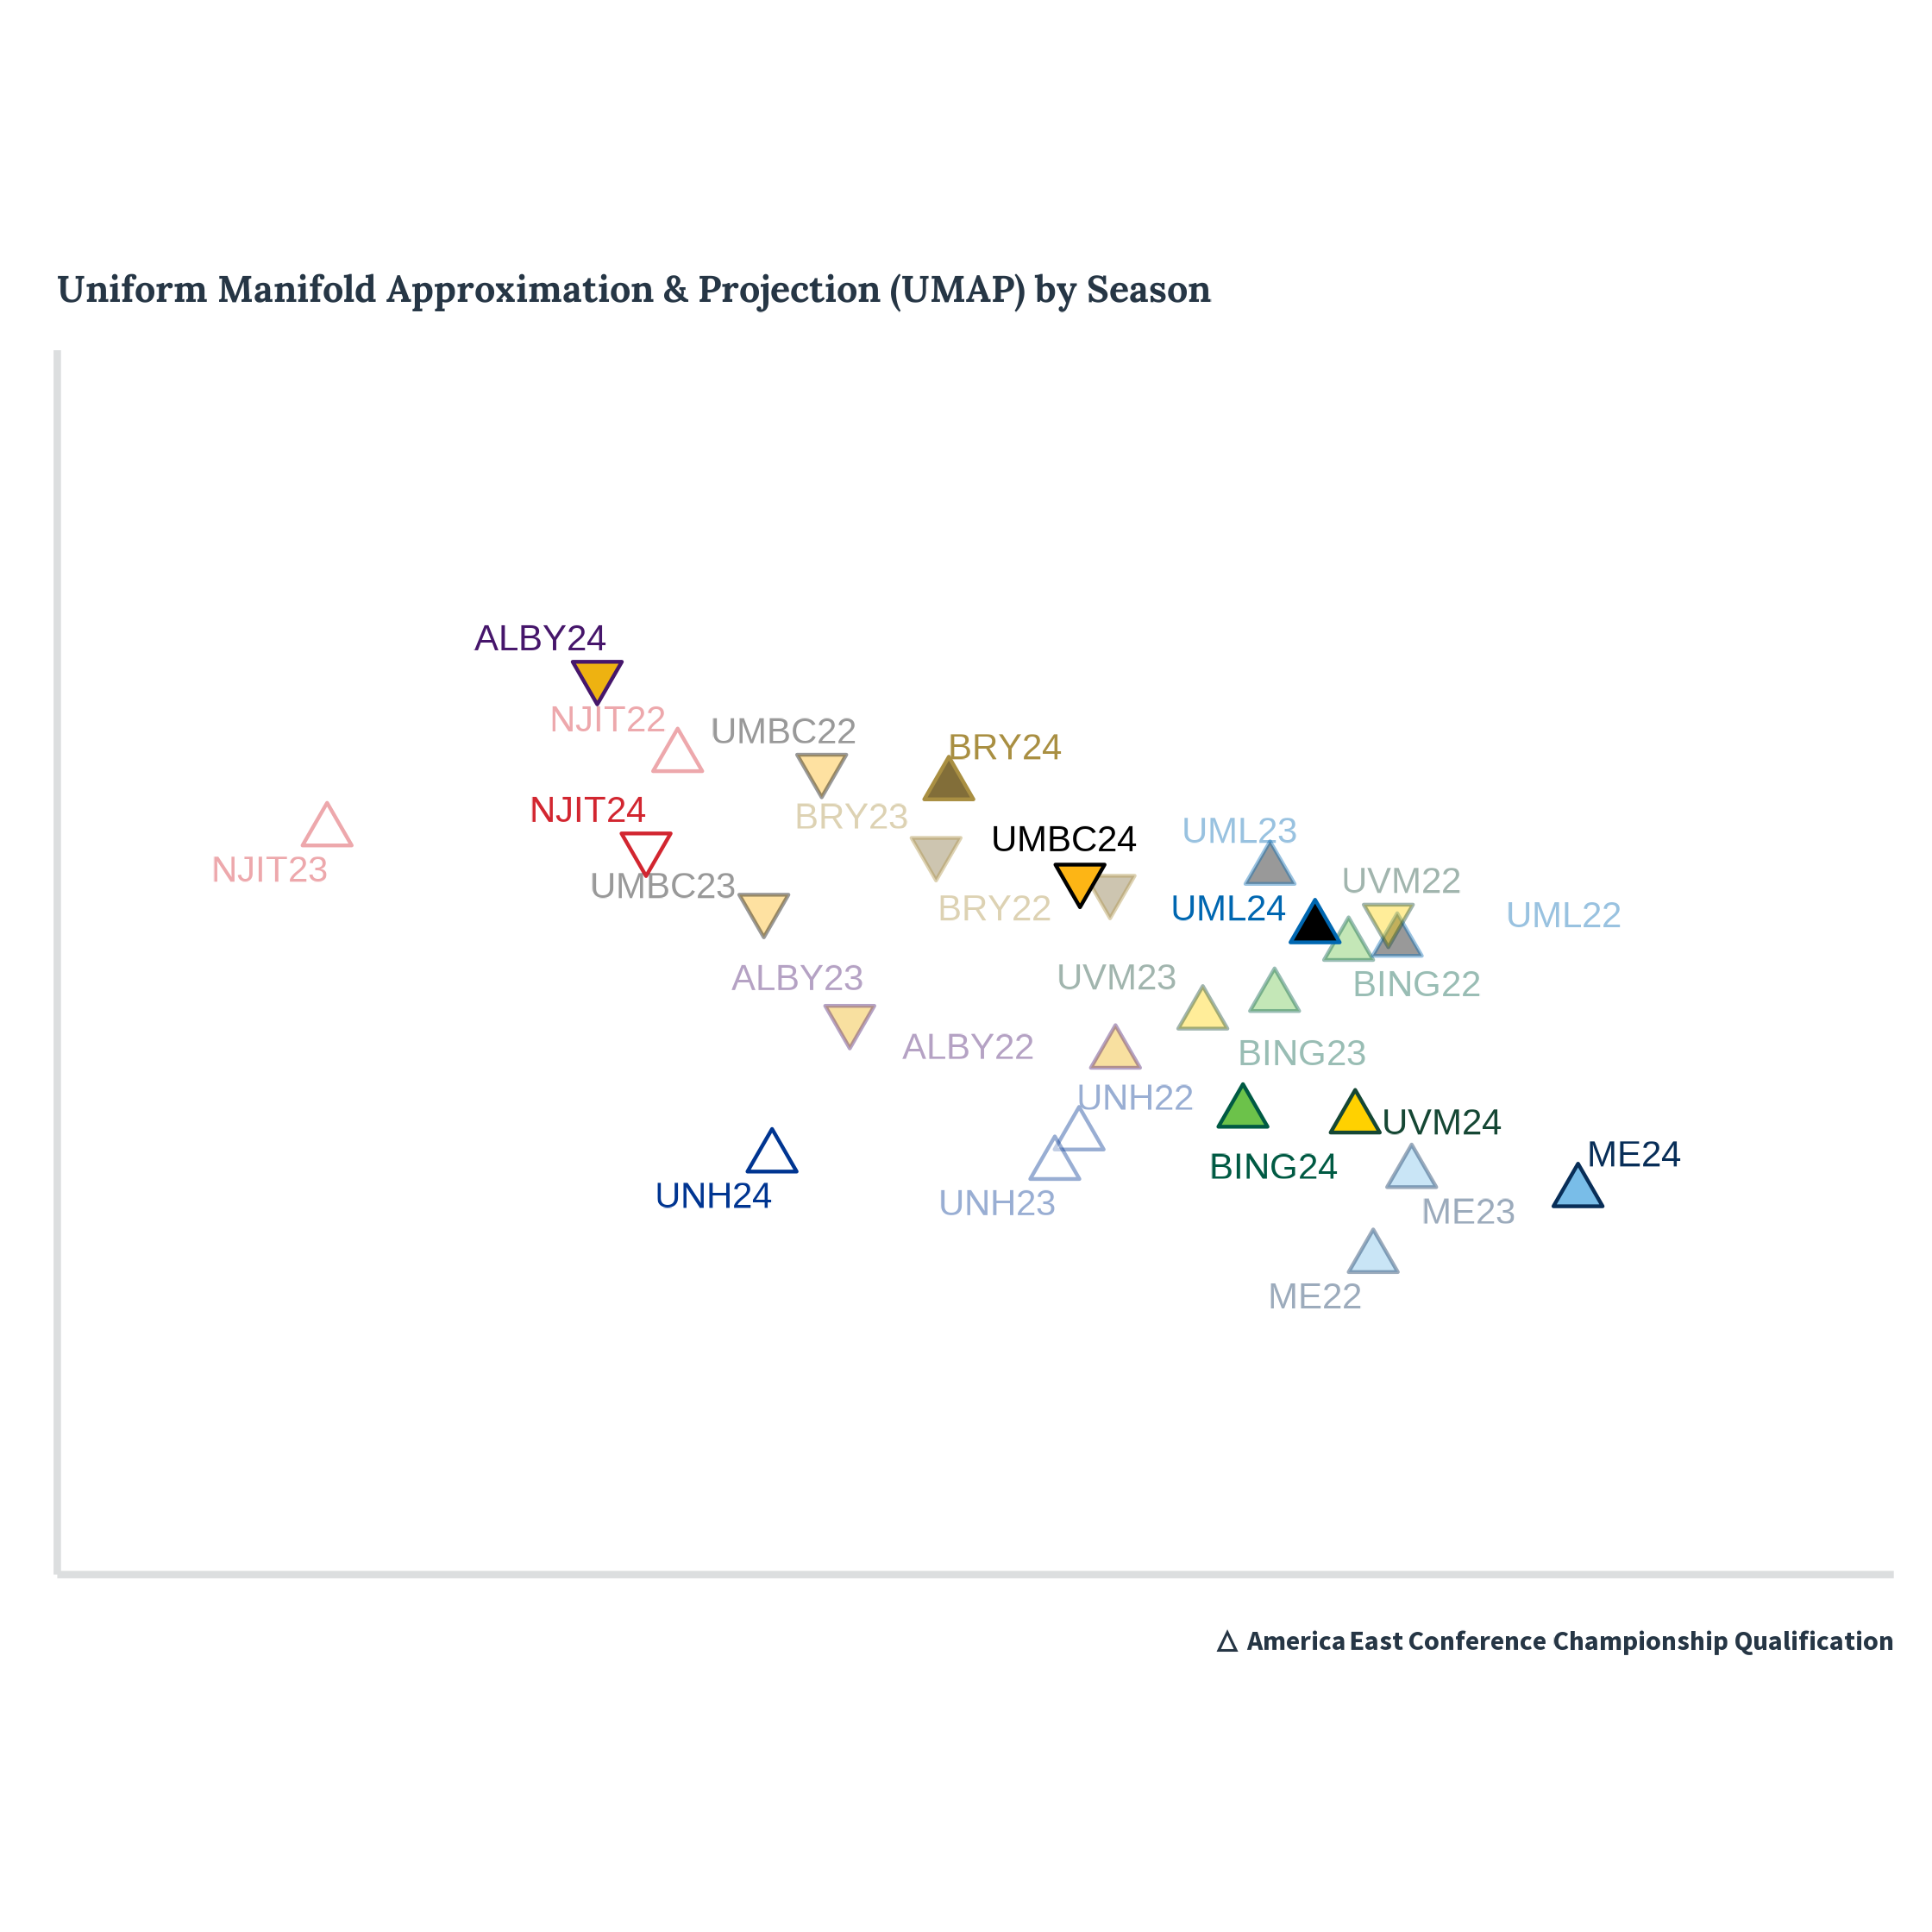 Uniform Manifold Approximation & Projection (UMAP) by Season
ALBY24
NJIT22
UMBC22
BRY24
NJIT24
BRY23
UMBC24
UML23
NJIT23
UMBC23
UVM22
BRY22
UML24
UML22
ALBY23
UVM23
BING22
ALBY22
BING23
UNH22
UVM24
BING24
ME24
UNH24
UNH23
ME23
ME22
△ America East Conference Championship Qualification